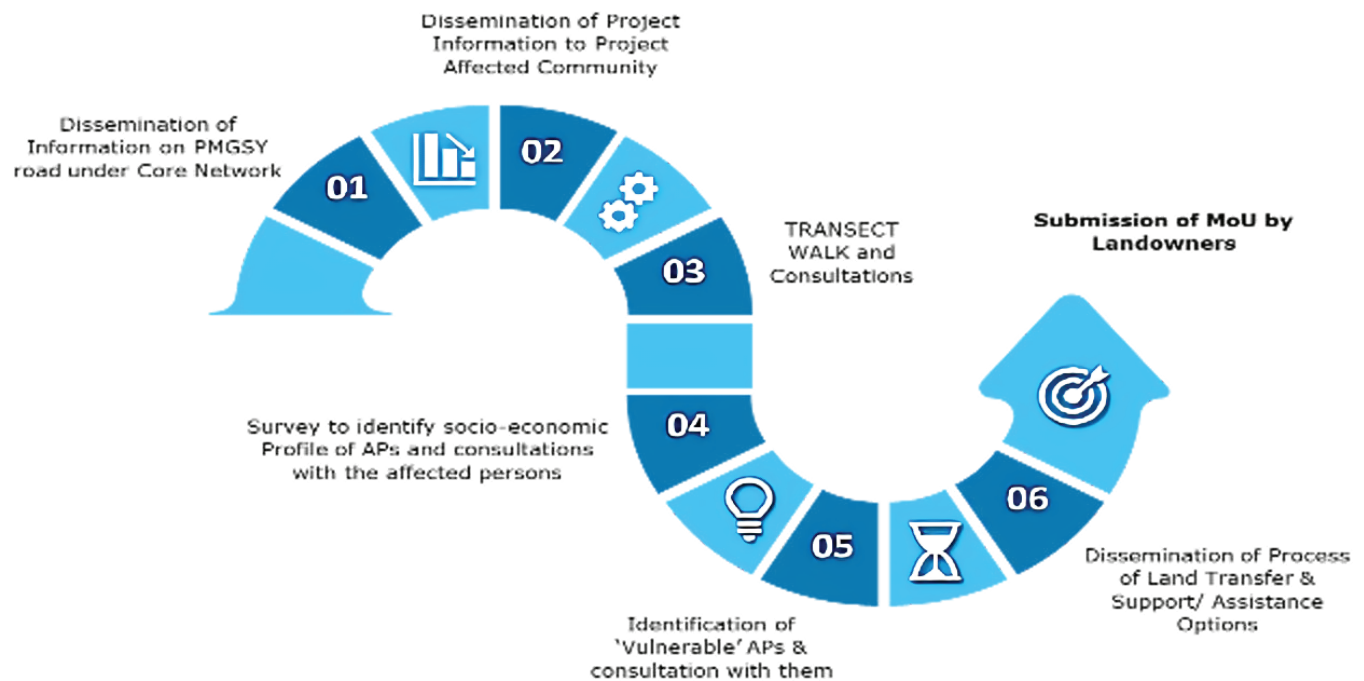 Dissemination of
Information on PMGSY
road under Core Network
01
Dissemination of Project
Information to Project
Affected Community
02
TRANSECT
WALK and
Consultations
03
Survey to identify socio-economic
Profile of APs and consultations
with the affected persons
04
Identification of
‘Vulnerable’ APs &
consultation with them
05
Dissemination of Process
of Land Transfer &
Support/ Assistance
Options
06
Submission of MoU by
Landowners